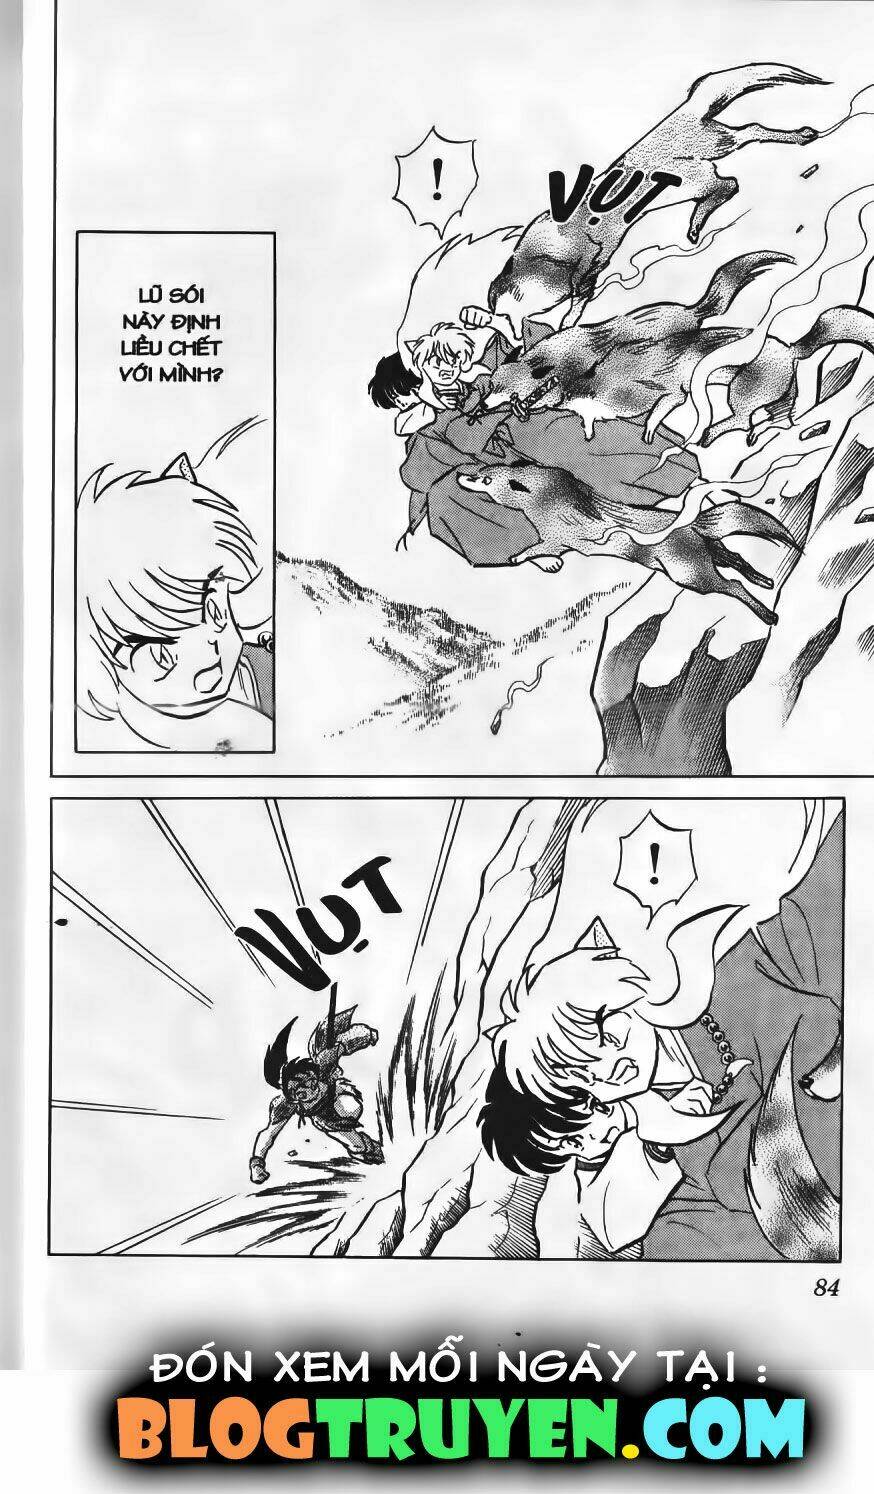 !
VỤT
LŨ SÓI
NÀY ĐỊNH
LIỀU CHẾT
VỚI MÌNH?
!
VỤT
84
ĐÓN XEM MỖI NGÀY TẠI :
BLOGTRUYEN.COM